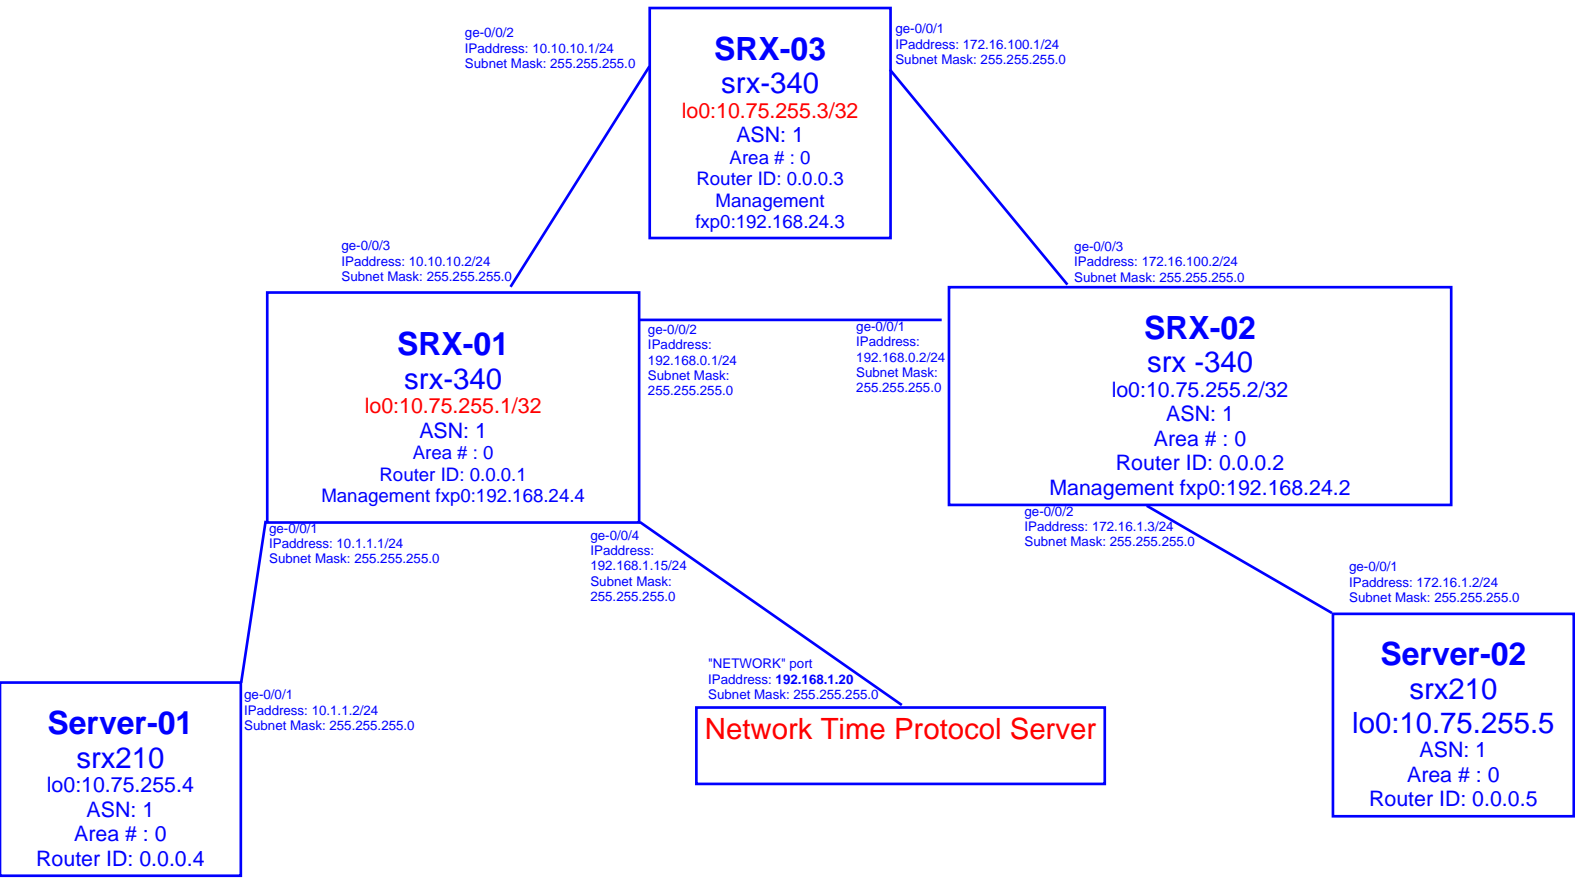 ge-0/0/2
IPaddress: 10.10.10.1/24
Subnet Mask: 255.255.255.0
SRX-03
srx-340
lo0:10.75.255.3/32
ASN: 1
Area # : 0
Router ID: 0.0.0.3
Management
fxp0:192.168.24.3
ge-0/0/1
IPaddress: 172.16.100.1/24
Subnet Mask: 255.255.255.0
ge-0/0/3
IPaddress: 10.10.10.2/24
Subnet Mask: 255.255.255.0
ge-0/0/3
IPaddress: 172.16.100.2/24
Subnet Mask: 255.255.255.0
SRX-01
srx-340
lo0:10.75.255.1/32
ASN: 1
Area # : 0
Router ID: 0.0.0.1
Management fxp0:192.168.24.4
ge-0/0/2
IPaddress:
192.168.0.1/24
Subnet Mask:
255.255.255.0
ge-0/0/1
IPaddress:
192.168.0.2/24
Subnet Mask:
255.255.255.0
SRX-02
srx -340
lo0:10.75.255.2/32
ASN: 1
Area # : 0
Router ID: 0.0.0.2
Management fxp0:192.168.24.2
ge-0/0/1
IPaddress: 10.1.1.1/24
Subnet Mask: 255.255.255.0
ge-0/0/4
IPaddress:
192.168.1.15/24
Subnet Mask:
255.255.255.0
ge-0/0/2
IPaddress: 172.16.1.3/24
Subnet Mask: 255.255.255.0
ge-0/0/1
IPaddress: 172.16.1.2/24
Subnet Mask: 255.255.255.0
Server-01
srx210
lo0:10.75.255.4
ASN: 1
Area # : 0
Router ID: 0.0.0.4
ge-0/0/1
IPaddress: 10.1.1.2/24
Subnet Mask: 255.255.255.0
"NETWORK" port
IPaddress: 192.168.1.20
Subnet Mask: 255.255.255.0
Network Time Protocol Server
Server-02
srx210
lo0:10.75.255.5
ASN: 1
Area # : 0
Router ID: 0.0.0.5